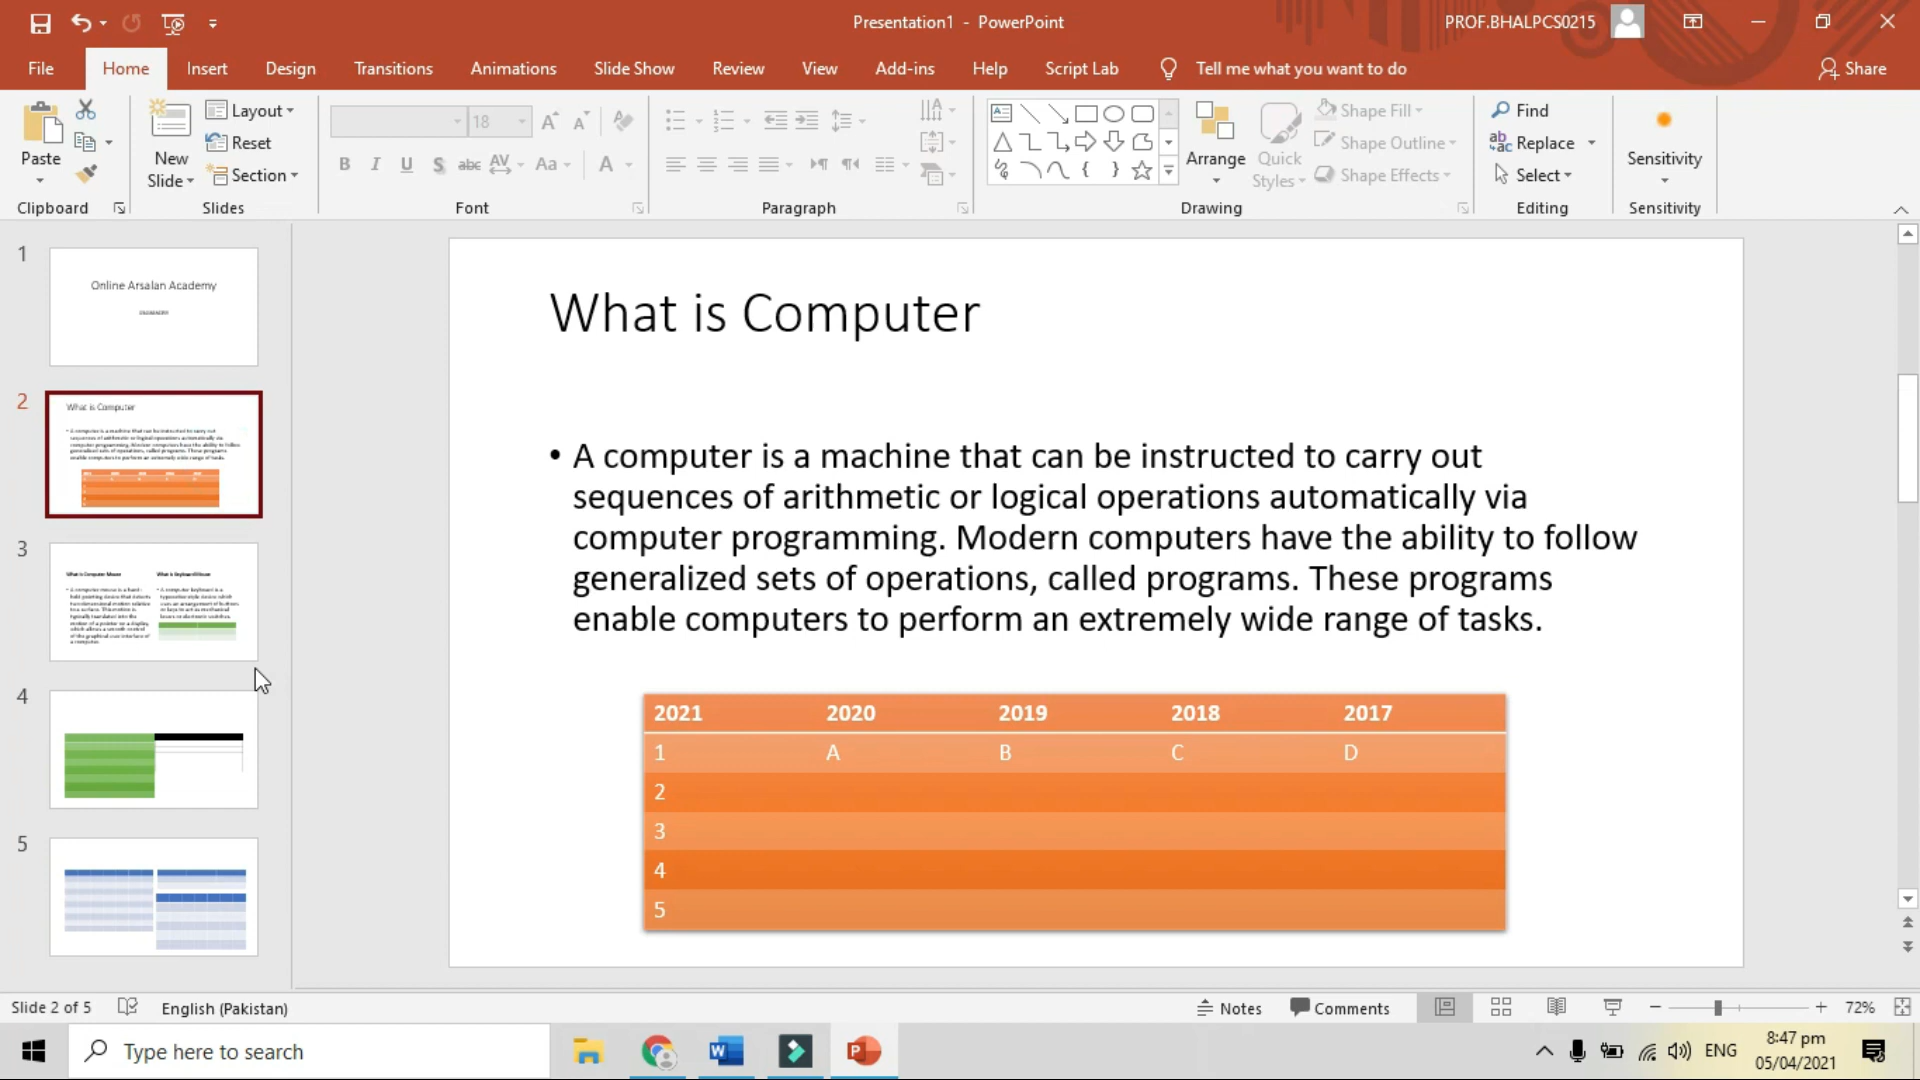 Presentation1 - PowerPoint
PROF.BHALPCS0215
File Home Insert Design Transitions Animations Slide Show Review View Add-ins Help Script Lab Tell me what you want to do Share
Paste
Clipboard
New
Slide
Layout
Reset
Section
Slides
18
B I U S abc AV Aa A
Font
Paragraph
Arrange
Quick
Styles
Shape Fill
Shape Outline
Shape Effects
Drawing
Find
Replace
Select
Editing
Sensitivity
Sensitivity
1
Online Arsalan Academy
2
What is Computer
3
What is Computer Mouse
4
5
What is Computer
• A computer is a machine that can be instructed to carry out
sequences of arithmetic or logical operations automatically via
computer programming. Modern computers have the ability to follow
generalized sets of operations, called programs. These programs
enable computers to perform an extremely wide range of tasks.
2021 2020 2019 2018 2017
1 A B C D
2
3
4
5
Slide 2 of 5 English (Pakistan) Notes Comments 72%
Type here to search
ENG
8:47 pm
05/04/2021